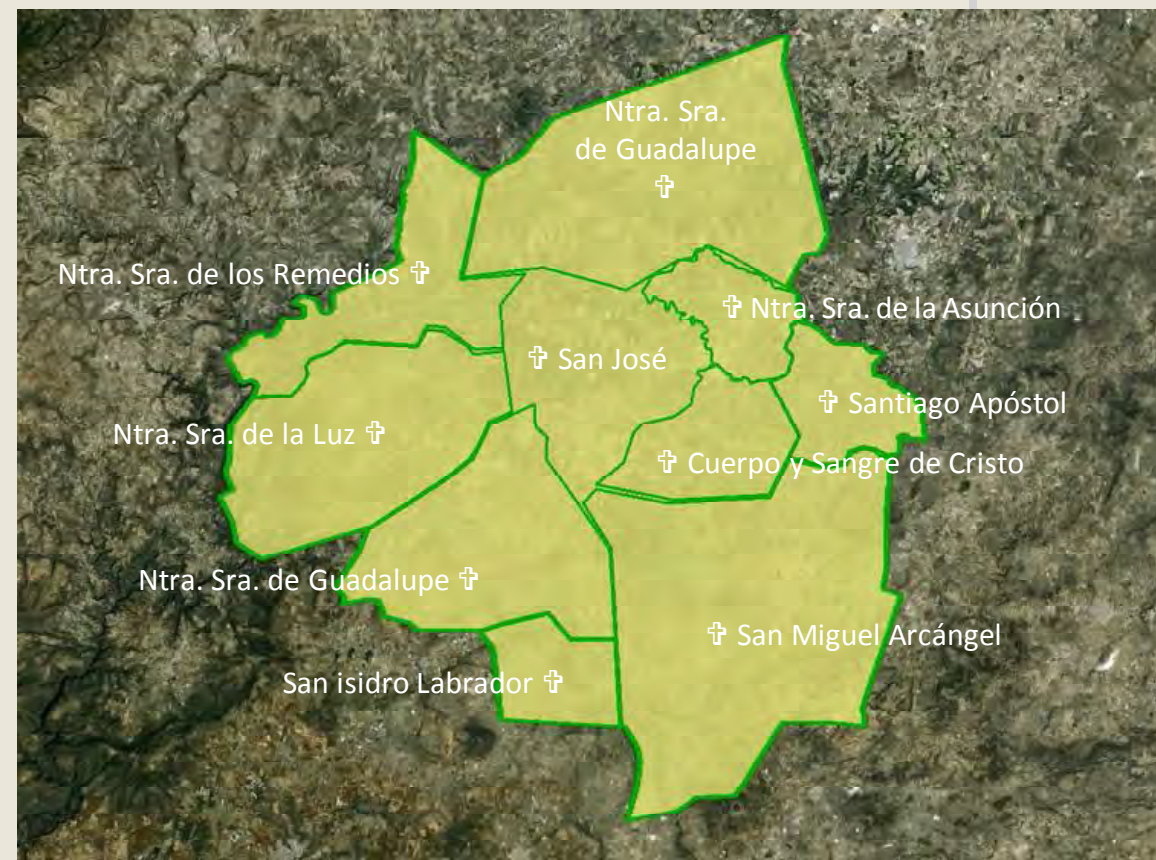 Ntra. Sra.
de Guadalupe
✞
Ntra. Sra. de los Remedios ✞
✞ Ntra. Sra. de la Asunción
✞ San José
✞ Santiago Apóstol
Ntra. Sra. de la Luz ✞
✞ Cuerpo y Sangre de Cristo
Ntra. Sra. de Guadalupe ✞
✞ San Miguel Arcángel
San isidro Labrador ✞